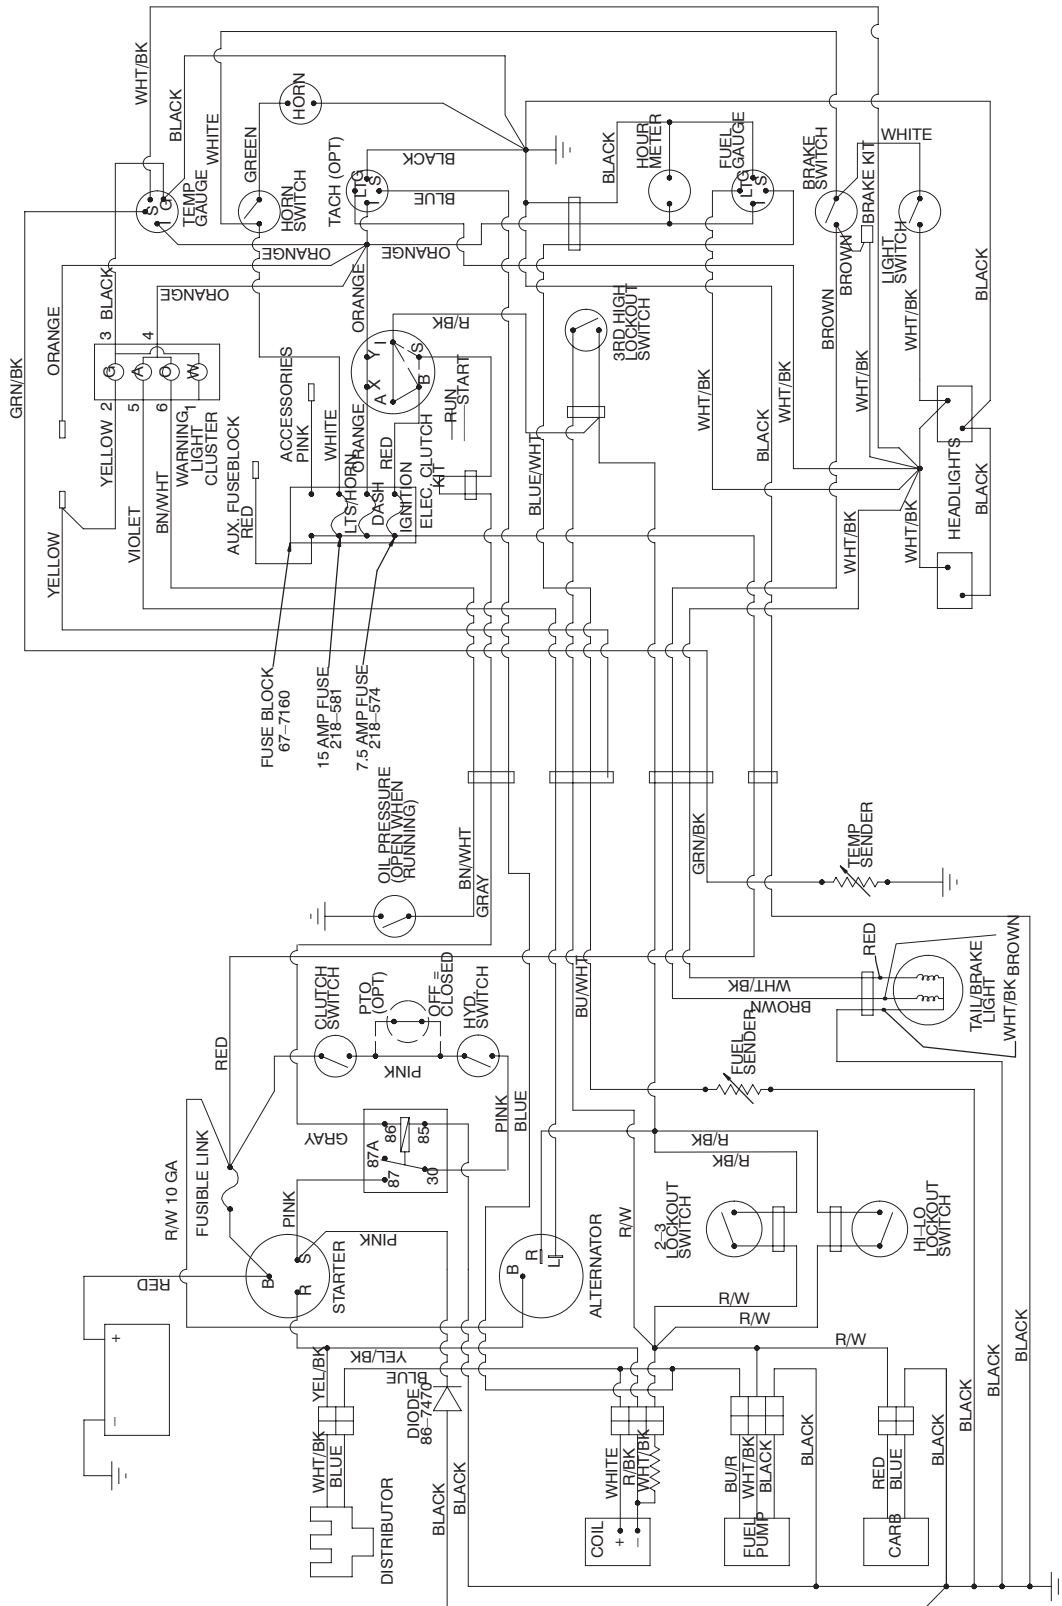 WHT/BK
BLACK
WHITE
GREEN
HORN
S
G
I
TEMP
GAUGE
HORN
SWITCH
TACH (OPT)
LTG
S
I
BLACK
BLUE
BLACK
HOUR
METER
FUEL
GAUGE
LTG
S
I
BRAKE
SWITCH
WHITE
BRAKE KIT
LIGHT
SWITCH
BROWN
BROWN
BLACK
WHT/BK
WHT/BK
ORANGE
ORANGE
ORANGE
BLACK
ORANGE
R/BK
3RD HIGH
LOCKOUT
SWITCH
GRN/BK
ORANGE
3
4
G
A
O
W
2
5
6
1
YELLOW
VIOLET
BN/WHT
WARNING
LIGHT
CLUSTER
AUX. FUSEBLOCK
RED
ACCESSORIES
PINK
WHITE
ORANGE
RED
A
X
Y
I
B
S
RUN
START
LTS/HORN
DASH
IGNITION
ELEC. CLUTCH
KIT
BLUE/WHT
WHT/BK
BLACK
WHT/BK
WHT/BK
WHT/BK
HEADLIGHTS
BLACK
YELLOW
FUSE BLOCK
67–7160
15 AMP FUSE
218–581
7.5 AMP FUSE
218–574
OIL PRESSURE
(OPEN WHEN
RUNNING)
BN/WHT
GRAY
GRN/BK
TEMP
SENDER
RED
CLUTCH
SWITCH
PTO
(OPT)
OFF =
CLOSED
HYD.
SWITCH
PINK
PINK
BLUE
BU/WHT
WHT/BK
BROWN
RED
TAIL/BRAKE
LIGHT
WHT/BK
BROWN
FUEL
SENDER
R/W 10 GA
FUSIBLE LINK
GRAY
87A
86
87
30
85
PINK
PINK
RED
B
S
R
STARTER
B
R
L
ALTERNATOR
R/W
R/BK
R/BK
2–3
LOCKOUT
SWITCH
HI-LO
LOCKOUT
SWITCH
R/W
R/W
R/W
+
–
YEL/BK
YEL/BK
BLUE
DIODE
86–7470
WHT/BK
BLUE
DISTRIBUTOR
BLACK
BLACK
WHITE
R/BK
WHT/BK
COIL
+
–
BU/R
WHT/BK
BLACK
FUEL
PUMP
BLACK
RED
BLUE
CARB
BLACK
BLACK
BLACK
BLACK